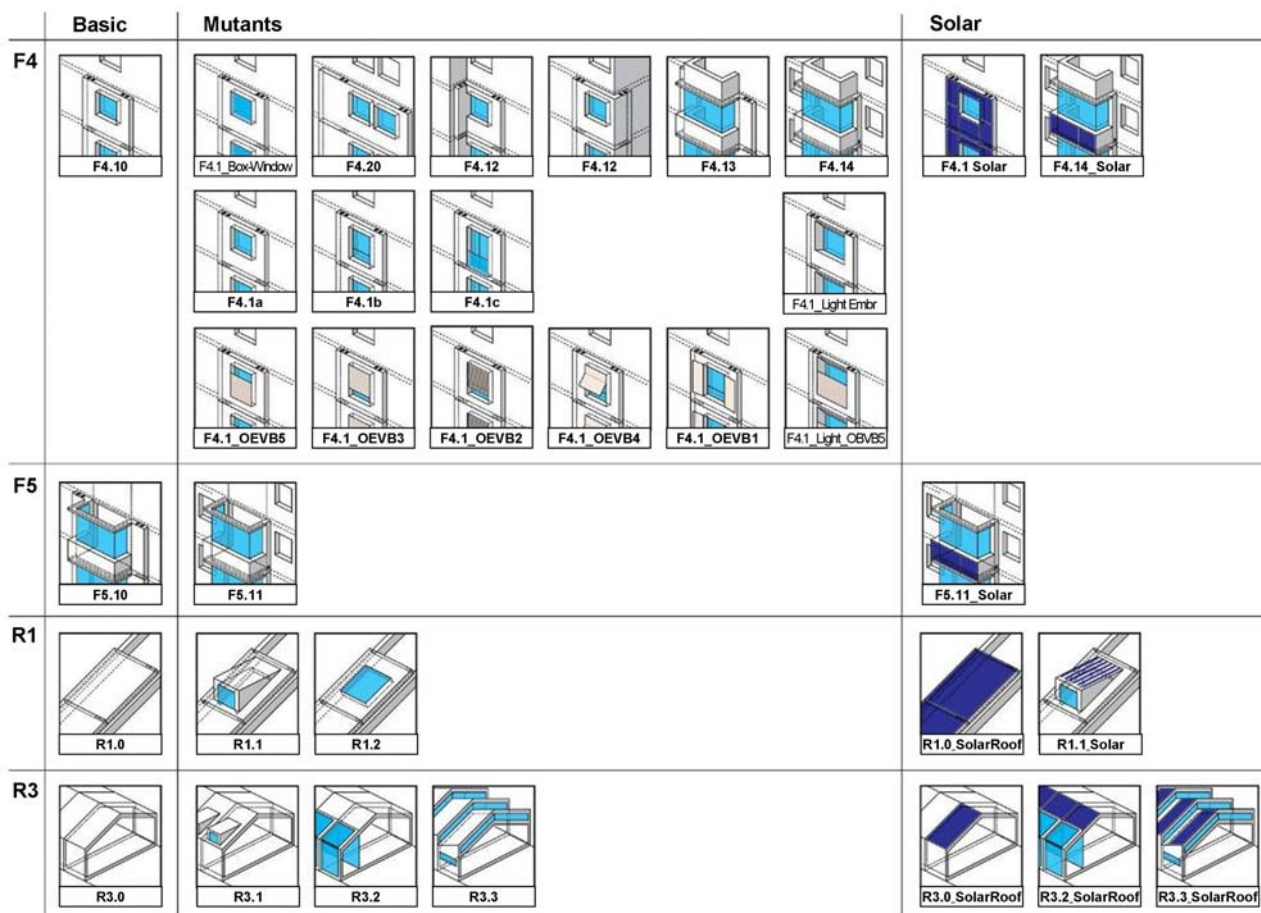 Basic Mutants Solar
F4
F4.10 F4.1_Box-Window F4.20 F4.12 F4.12 F4.13 F4.14 F4.1 Solar F4.14_Solar
F4.1a F4.1b F4.1c F4.1_Light Embr
F4.1_OEVB5 F4.1_OEVB3 F4.1_OEVB2 F4.1_OEVB4 F4.1_OEVB1 F4.1_Light_OBVB5
F5
F5.10 F5.11 F5.11_Solar
R1
R1.0 R1.1 R1.2 R1.0_SolarRoof R1.1_Solar
R3
R3.0 R3.1 R3.2 R3.3 R3.0_SolarRoof R3.2_SolarRoof R3.3_SolarRoof